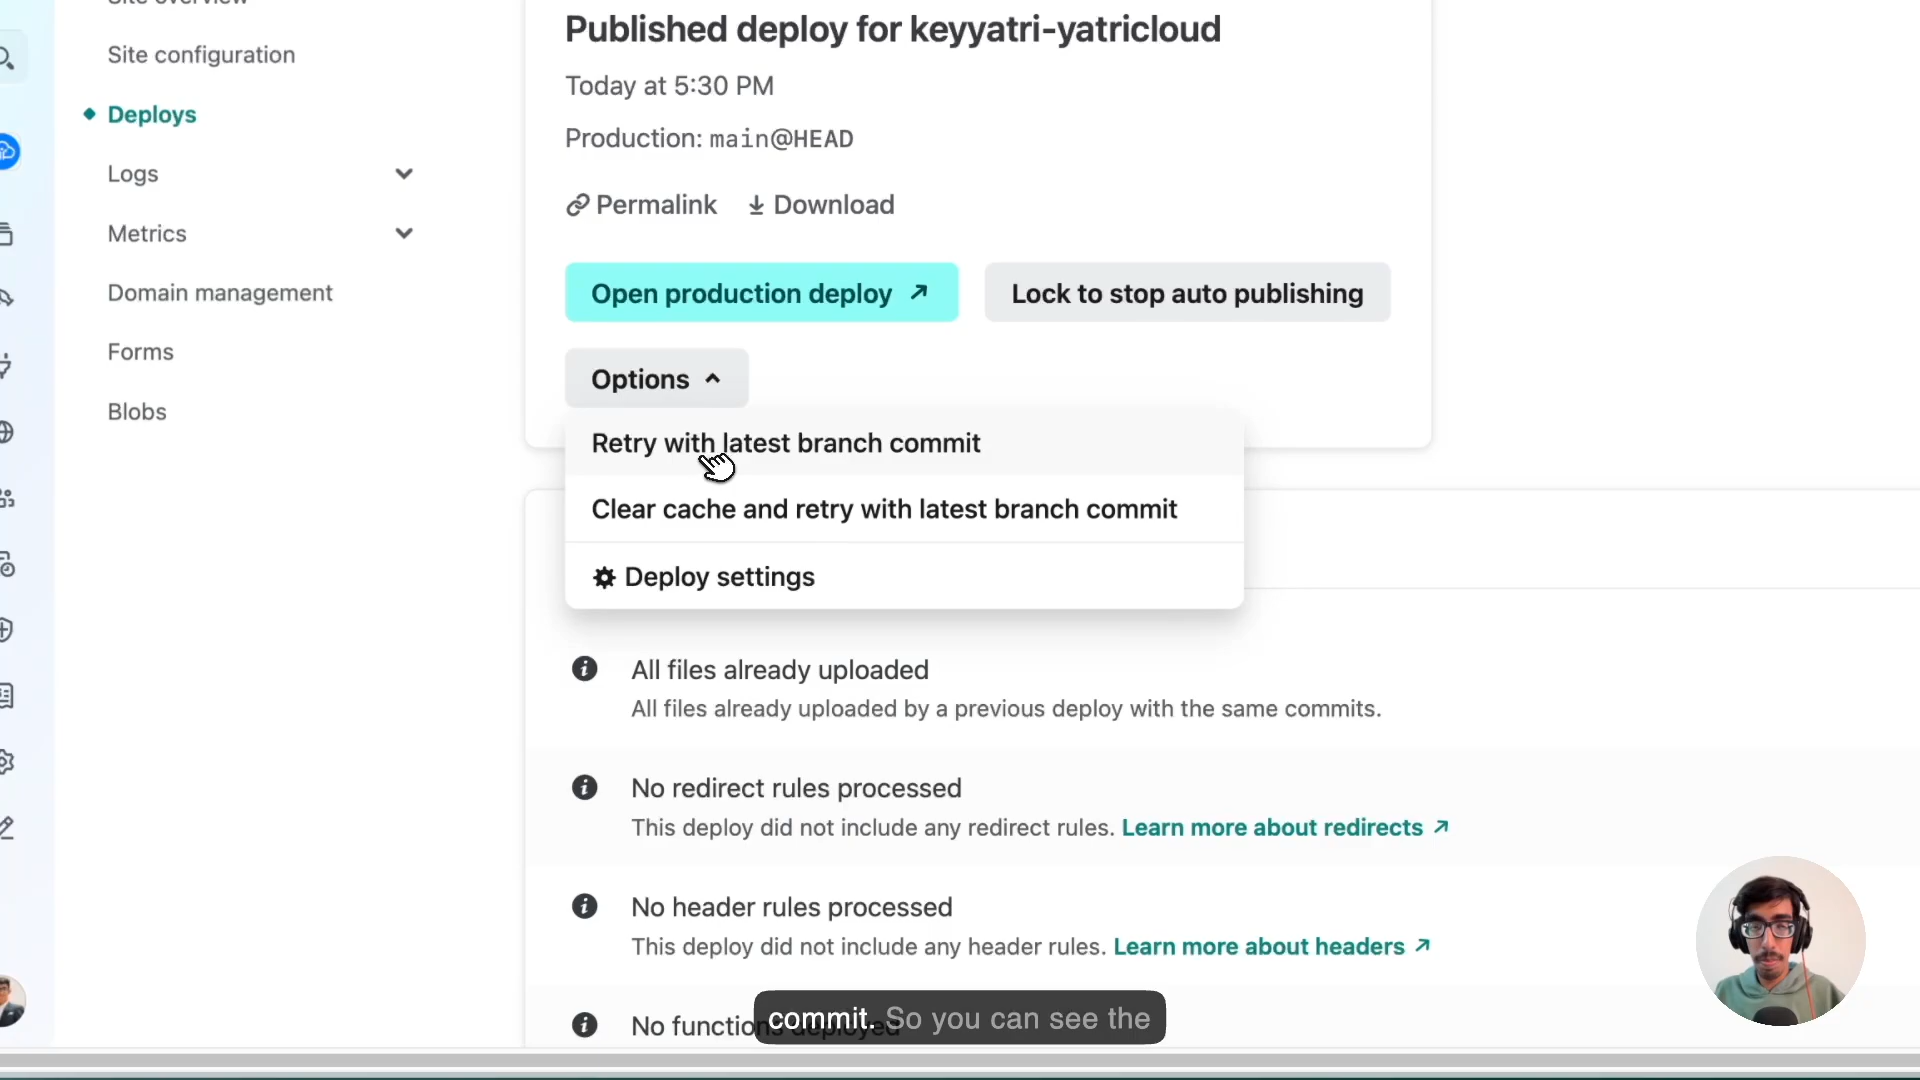 Site overview
Site configuration
Deploys
Logs
Metrics
Domain management
Forms
Blobs
Published deploy for keyyatri-yatricloud
Today at 5:30 PM
Production: main@HEAD
Permalink
Download
Open production deploy
Lock to stop auto publishing
Options
Retry with latest branch commit
Clear cache and retry with latest branch commit
Deploy settings
All files already uploaded
All files already uploaded by a previous deploy with the same commits.
No redirect rules processed
This deploy did not include any redirect rules. Learn more about redirects
No header rules processed
This deploy did not include any header rules. Learn more about headers
No functions deployed
commit. So you can see the